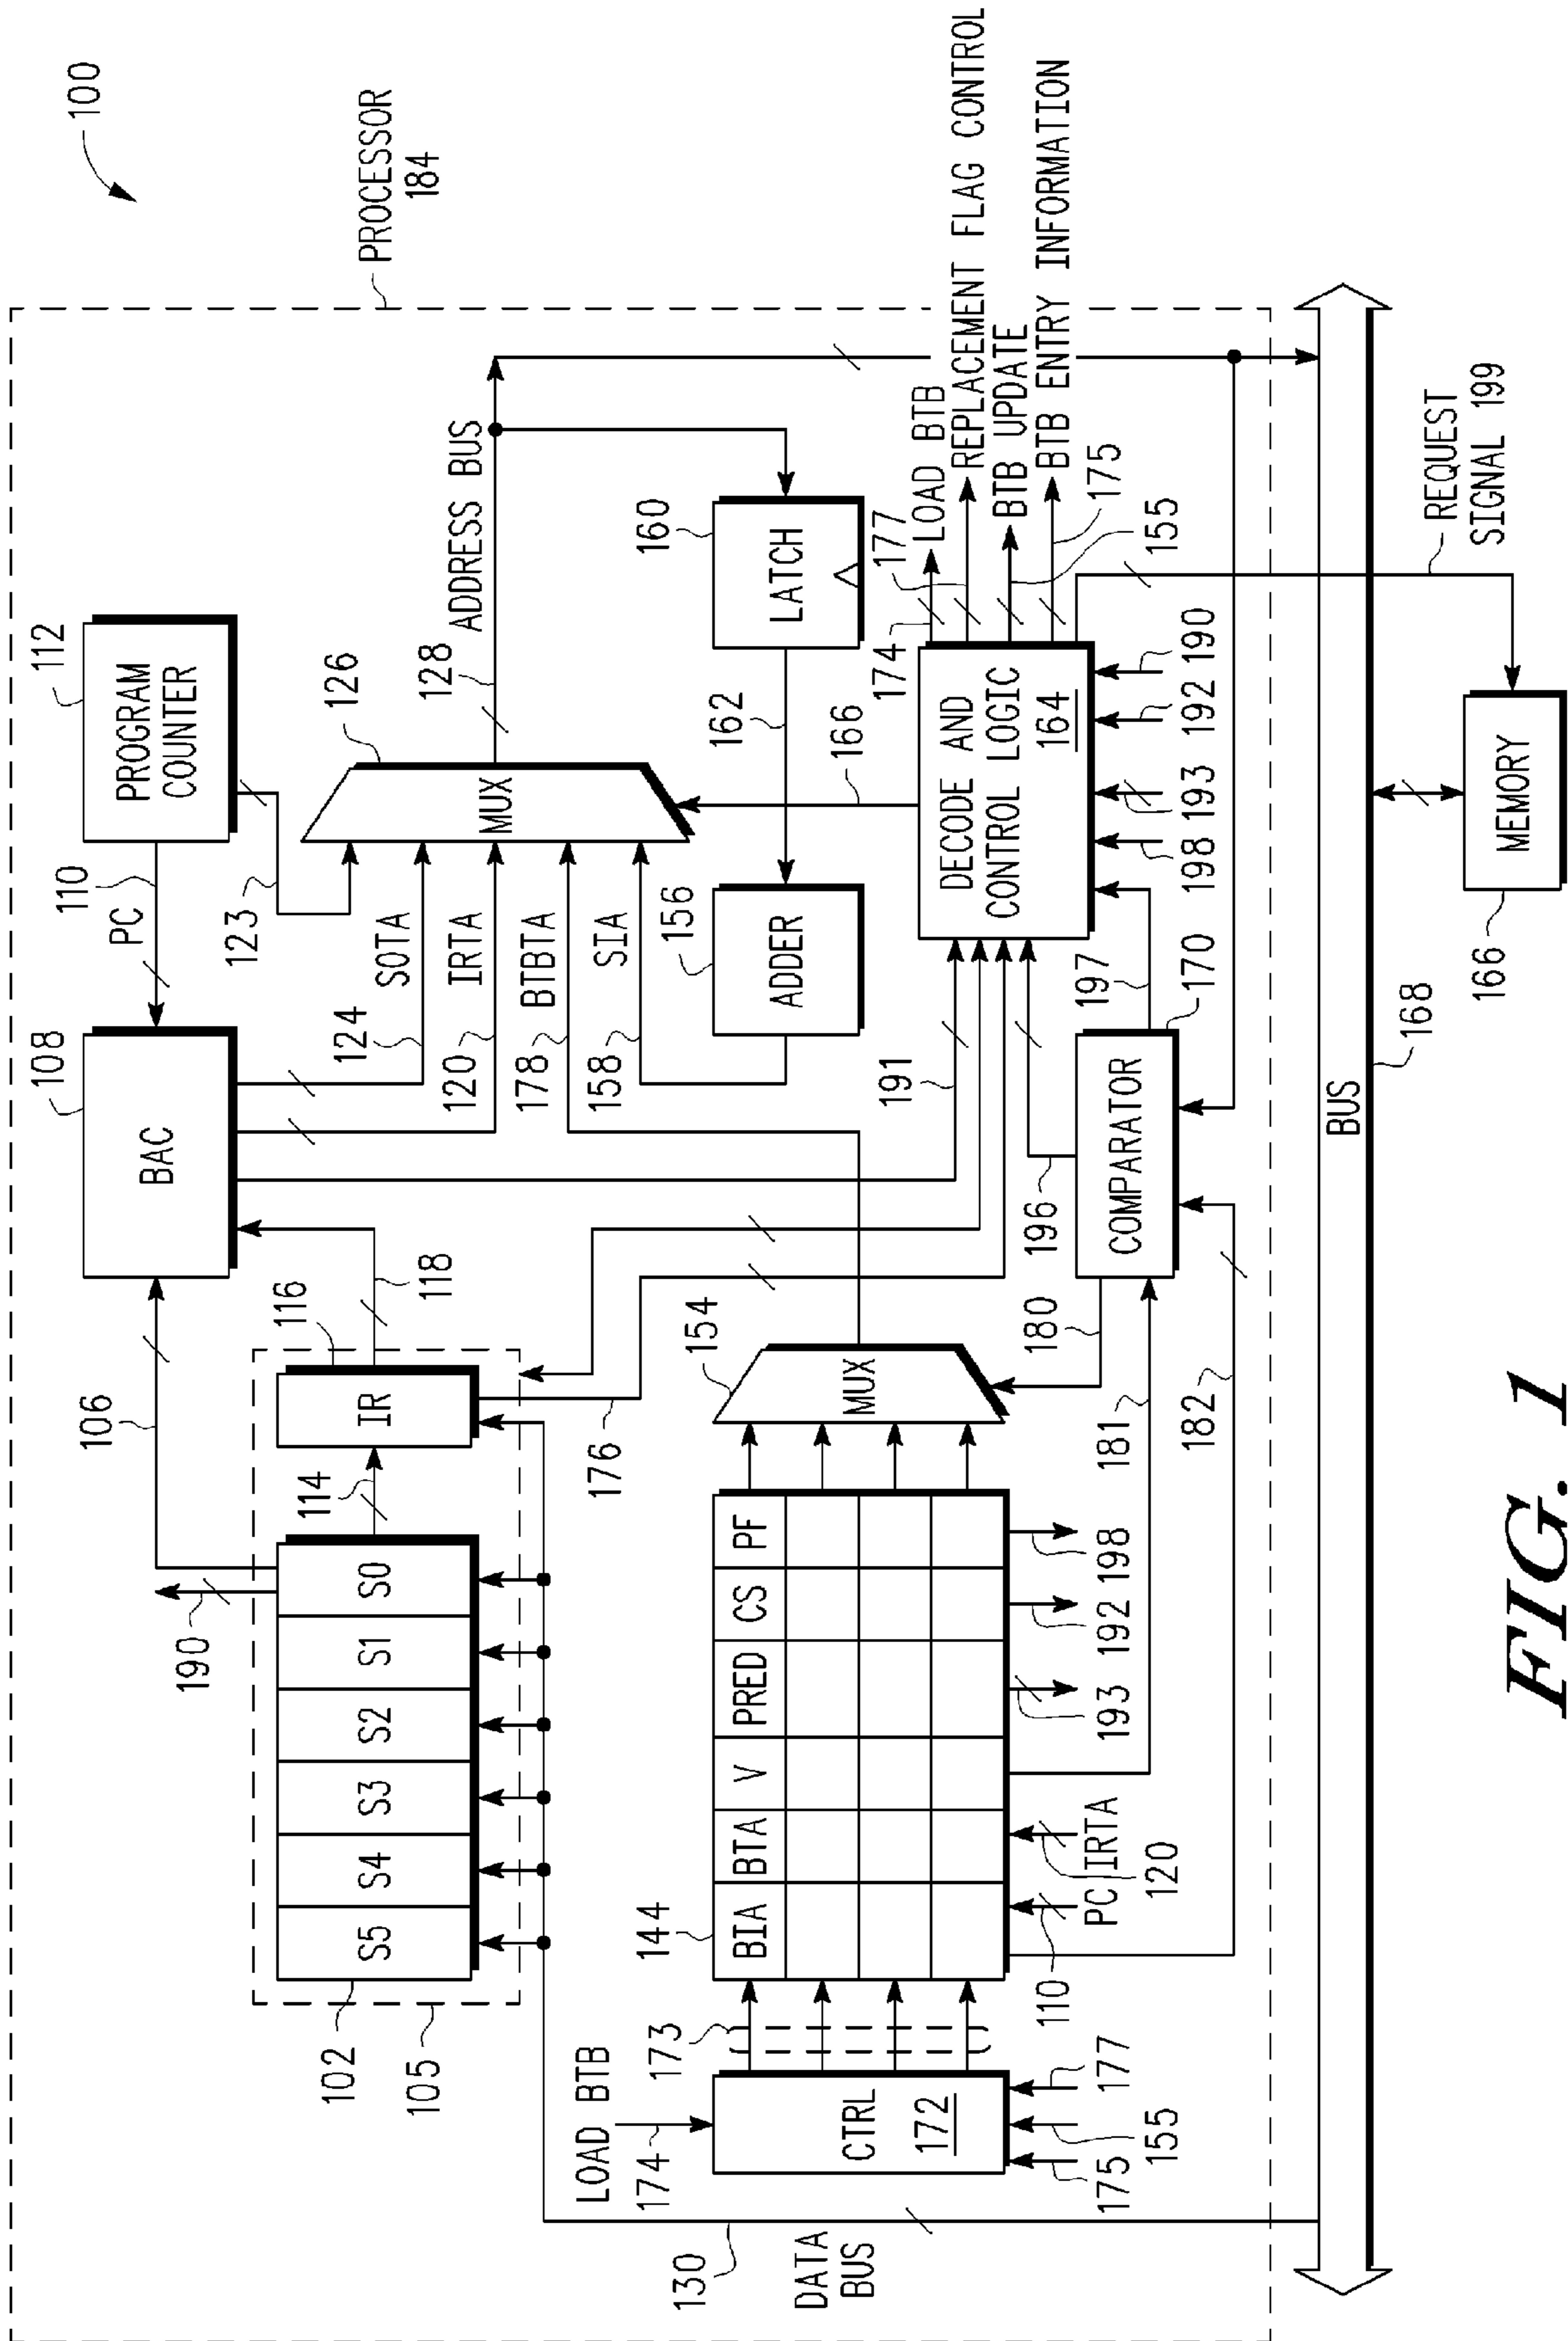 100
PROCESSOR
184
108
BAC
110
PC
112
PROGRAM
COUNTER
106
190
116
118
123
124
SOTA
120
IRTA
178
BTBTA
158
SIA
126
MUX
128
ADDRESS BUS
102
105
S5
S4
S3
S2
S1
S0
114
IR
176
156
ADDER
162
160
LATCH
166
LOAD BTB
174
173
144
BIA
BTA
V
PRED
CS
PF
154
MUX
180
191
174
177
LOAD BTB
REPLACEMENT FLAG CONTROL
BTB UPDATE
BTB ENTRY INFORMATION
175
155
DECODE AND
CONTROL LOGIC
164
CTRL
172
175
155
177
110
PC
IRTA
120
193
192
198
181
182
196
COMPARATOR
170
197
198
193
192
190
130
DATA
BUS
BUS
168
REQUEST
SIGNAL 199
MEMORY
166
FIG. 1